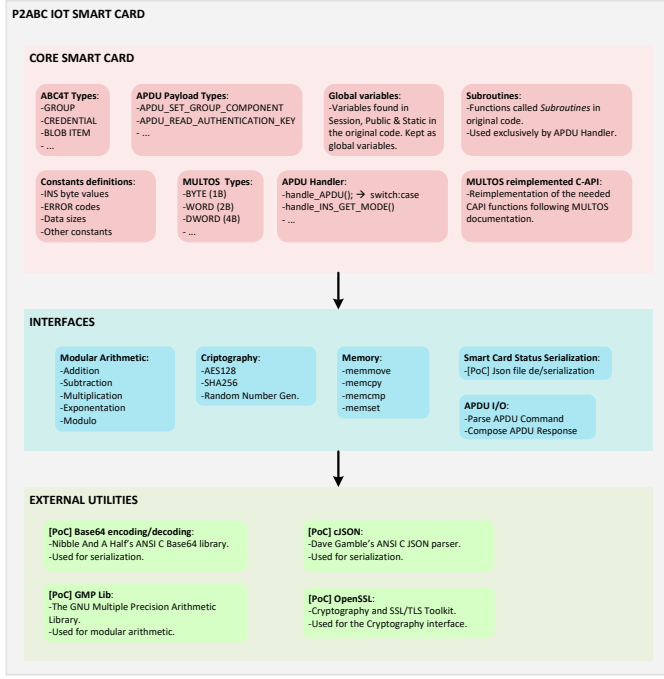 P2ABC IOT SMART CARD
CORE SMART CARD
ABC4T Types:
-GROUP
-CREDENTIAL
-BLOB ITEM
- ...
APDU Payload Types:
-APDU_SET_GROUP_COMPONENT
-APDU_READ_AUTHENTICATION_KEY
- ...
Global variables:
-Variables found in
Session, Public & Static in
the original code. Kept as
global variables.
Subroutines:
-Functions called Subroutines in
original code.
-Used exclusively by APDU Handler.
Constants definitions:
-INS byte values
-ERROR codes
-Data sizes
-Other constants
MULTOS Types:
-BYTE (1B)
-WORD (2B)
-DWORD (4B)
- ...
APDU Handler:
-handle_APDU(); → switch:case
-handle_INS_GET_MODE()
- ...
MULTOS reimplemented C-API:
-Reimplementation of the needed
CAPI functions following MULTOS
documentation.
INTERFACES
Modular Arithmetic:
-Addition
-Subtraction
-Multiplication
-Exponentation
-Modulo
Criptography:
-AES128
-SHA256
-Random Number Gen.
Memory:
-memmove
-memcpy
-memcmp
-memset
Smart Card Status Serialization:
-[PoC] Json file de/serialization
APDU I/O:
-Parse APDU Command
-Compose APDU Response
EXTERNAL UTILITIES
[PoC] Base64 encoding/decoding:
-Nibble And A Half's ANSI C Base64 library.
-Used for serialization.
[PoC] cJSON:
-Dave Gamble's ANSI C JSON parser.
-Used for serialization.
[PoC] GMP Lib:
-The GNU Multiple Precision Arithmetic
Library.
-Used for modular arithmetic.
[PoC] OpenSSL:
-Cryptography and SSL/TLS Toolkit.
-Used for the Cryptography interface.